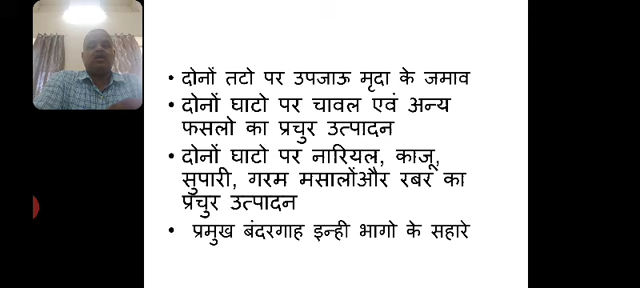 • दोनों तटो पर उपजाऊ मृदा के जमाव
• दोनों घाटो पर चावल एवं अन्य
फसलो का प्रचुर उत्पादन
• दोनों घाटो पर नारियल, काजू,
सुपारी, गरम मसालोंऔर रबर का
प्रचुर उत्पादन
• प्रमुख बंदरगाह इन्ही भागो के सहारे